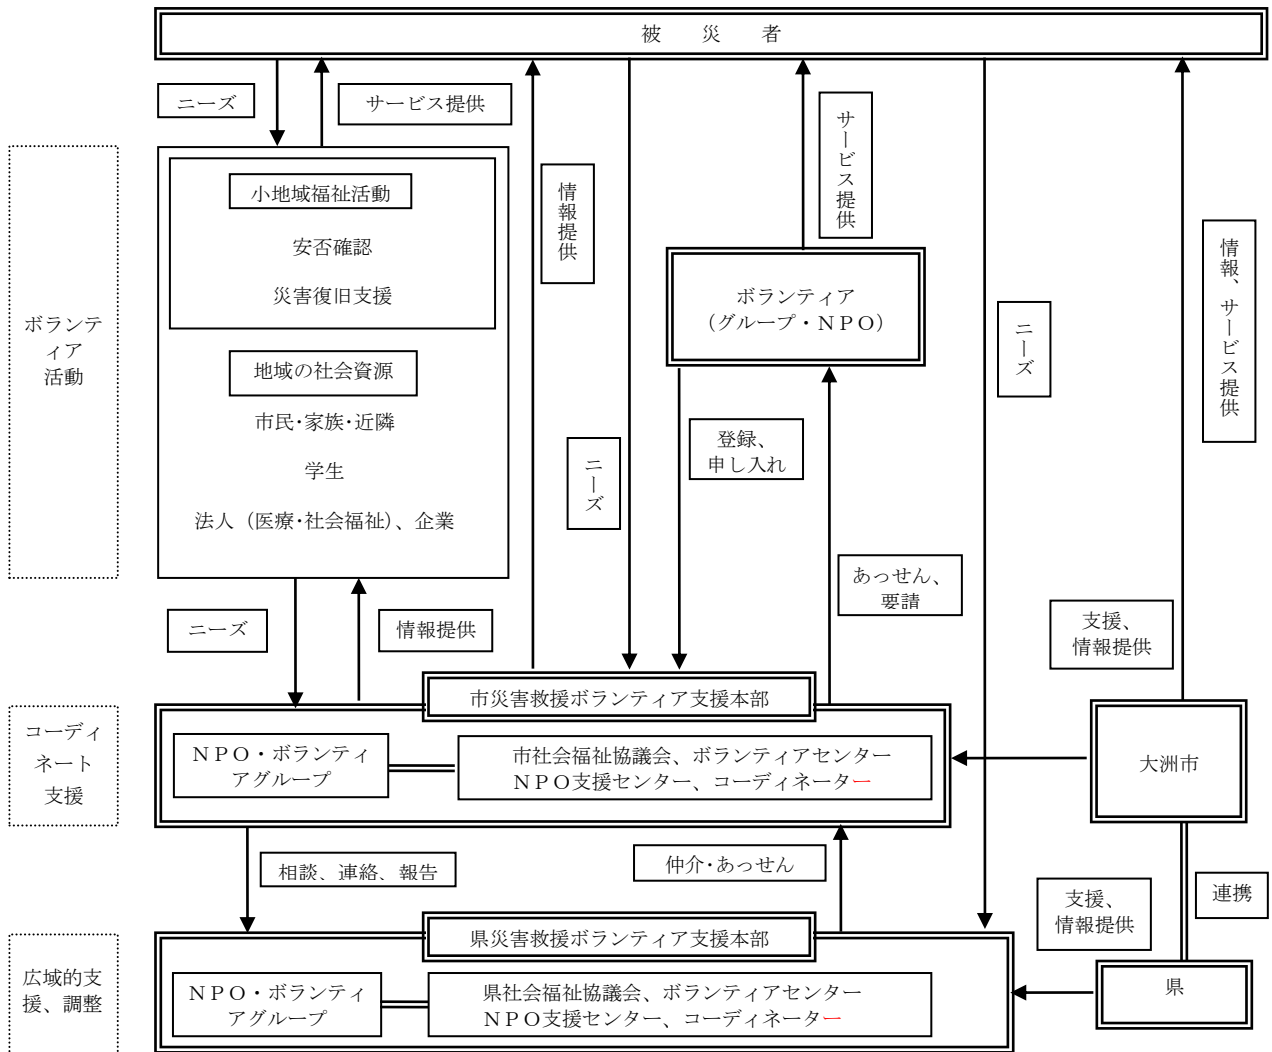 被 災 者
ニーズ
サービス提供
サービス提供
情報提供
情報、サービス提供
ボランテ
ィア
活動
小地域福祉活動
安否確認
災害復旧支援
地域の社会資源
市民・家族・近隣
学生
法人（医療・社会福祉）、企業
ボランティア
（グループ・ＮＰＯ）
ニーズ
ニーズ
登録、
申し入れ
あっせん、
要請
ニーズ
情報提供
支援、
情報提供
コーディ
ネート
支援
市災害救援ボランティア支援本部
ＮＰＯ・ボランティ
アグループ
市社会福祉協議会、ボランティアセンター
ＮＰＯ支援センター、コーディネーター
大洲市
相談、連絡、報告
仲介・あっせん
支援、
情報提供
連携
広域的支
援、調整
県災害救援ボランティア支援本部
ＮＰＯ・ボランティ
アグループ
県社会福祉協議会、ボランティアセンター
ＮＰＯ支援センター、コーディネーター
県